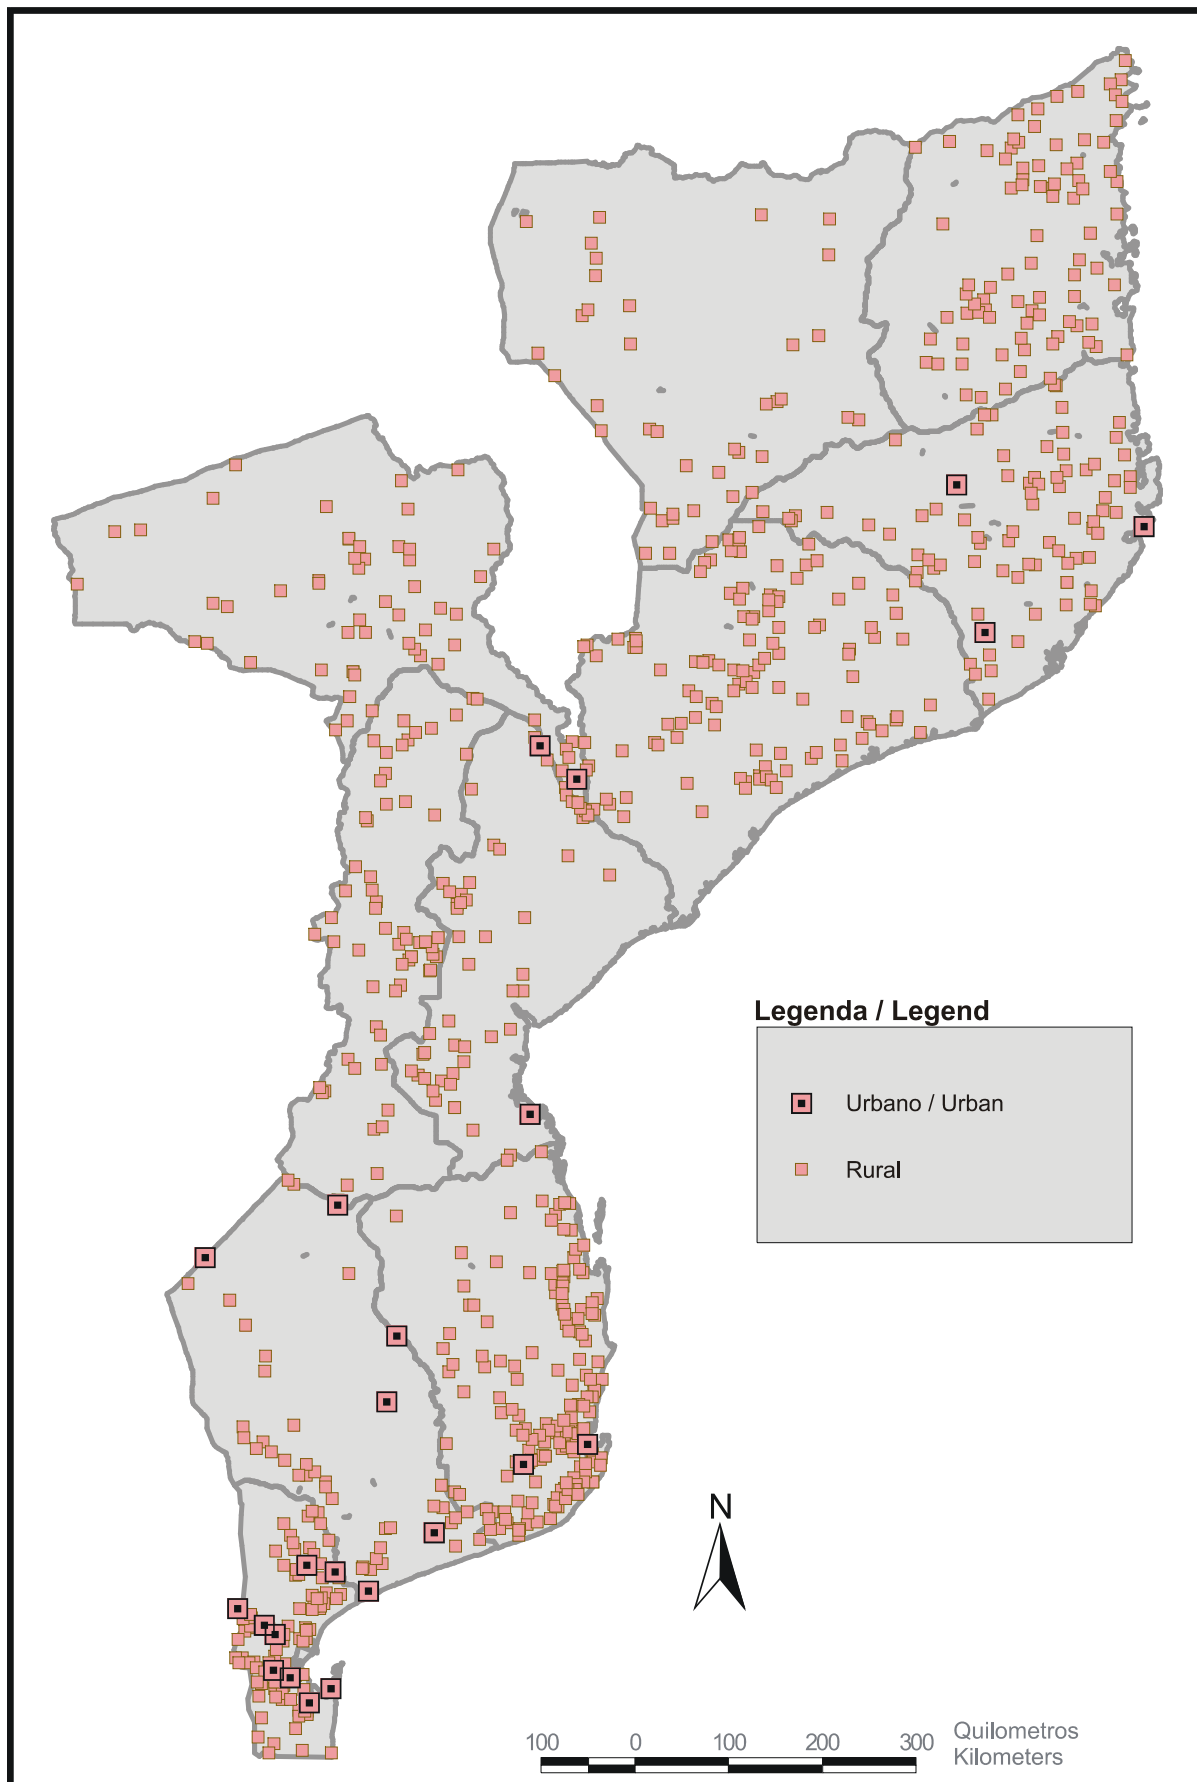 Legenda / Legend
Urbano / Urban
Rural
N
100 0 100 200 300 Quilometros
Kilometers